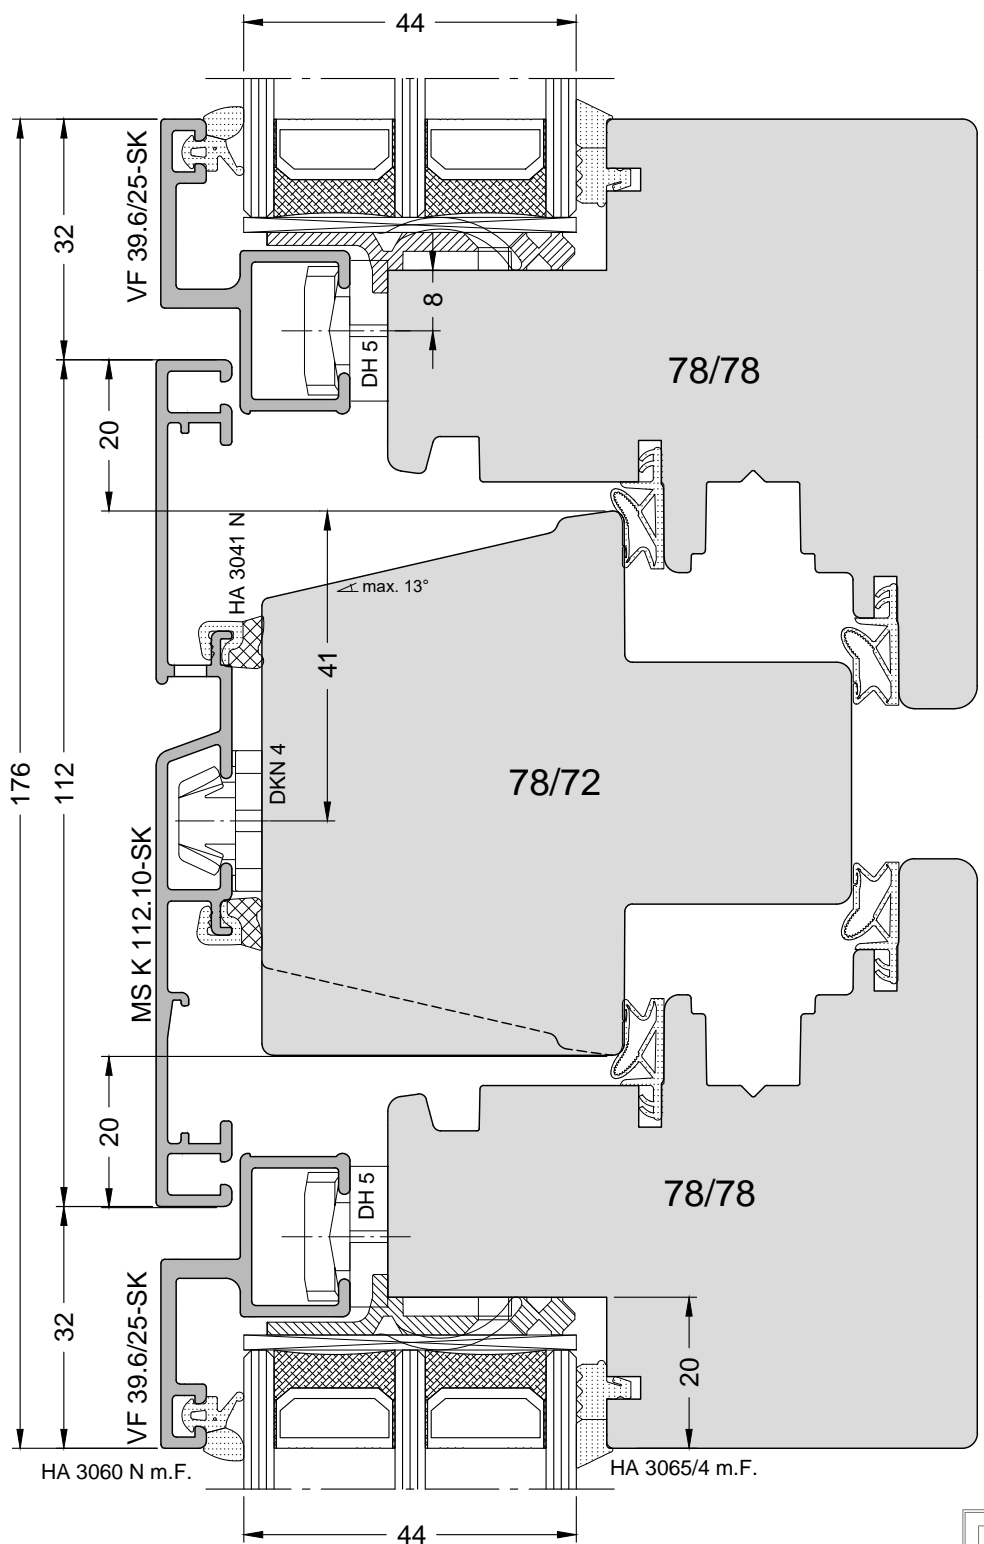 44
VF 39.6/25-SK
32
8
DH 5
78/78
20
HA 3041 N
max. 13°
41
176
112
DKN 4
78/72
MS K 112.10-SK
20
DH 5
78/78
VF 39.6/25-SK
32
20
HA 3060 N m.F.
HA 3065/4 m.F.
44